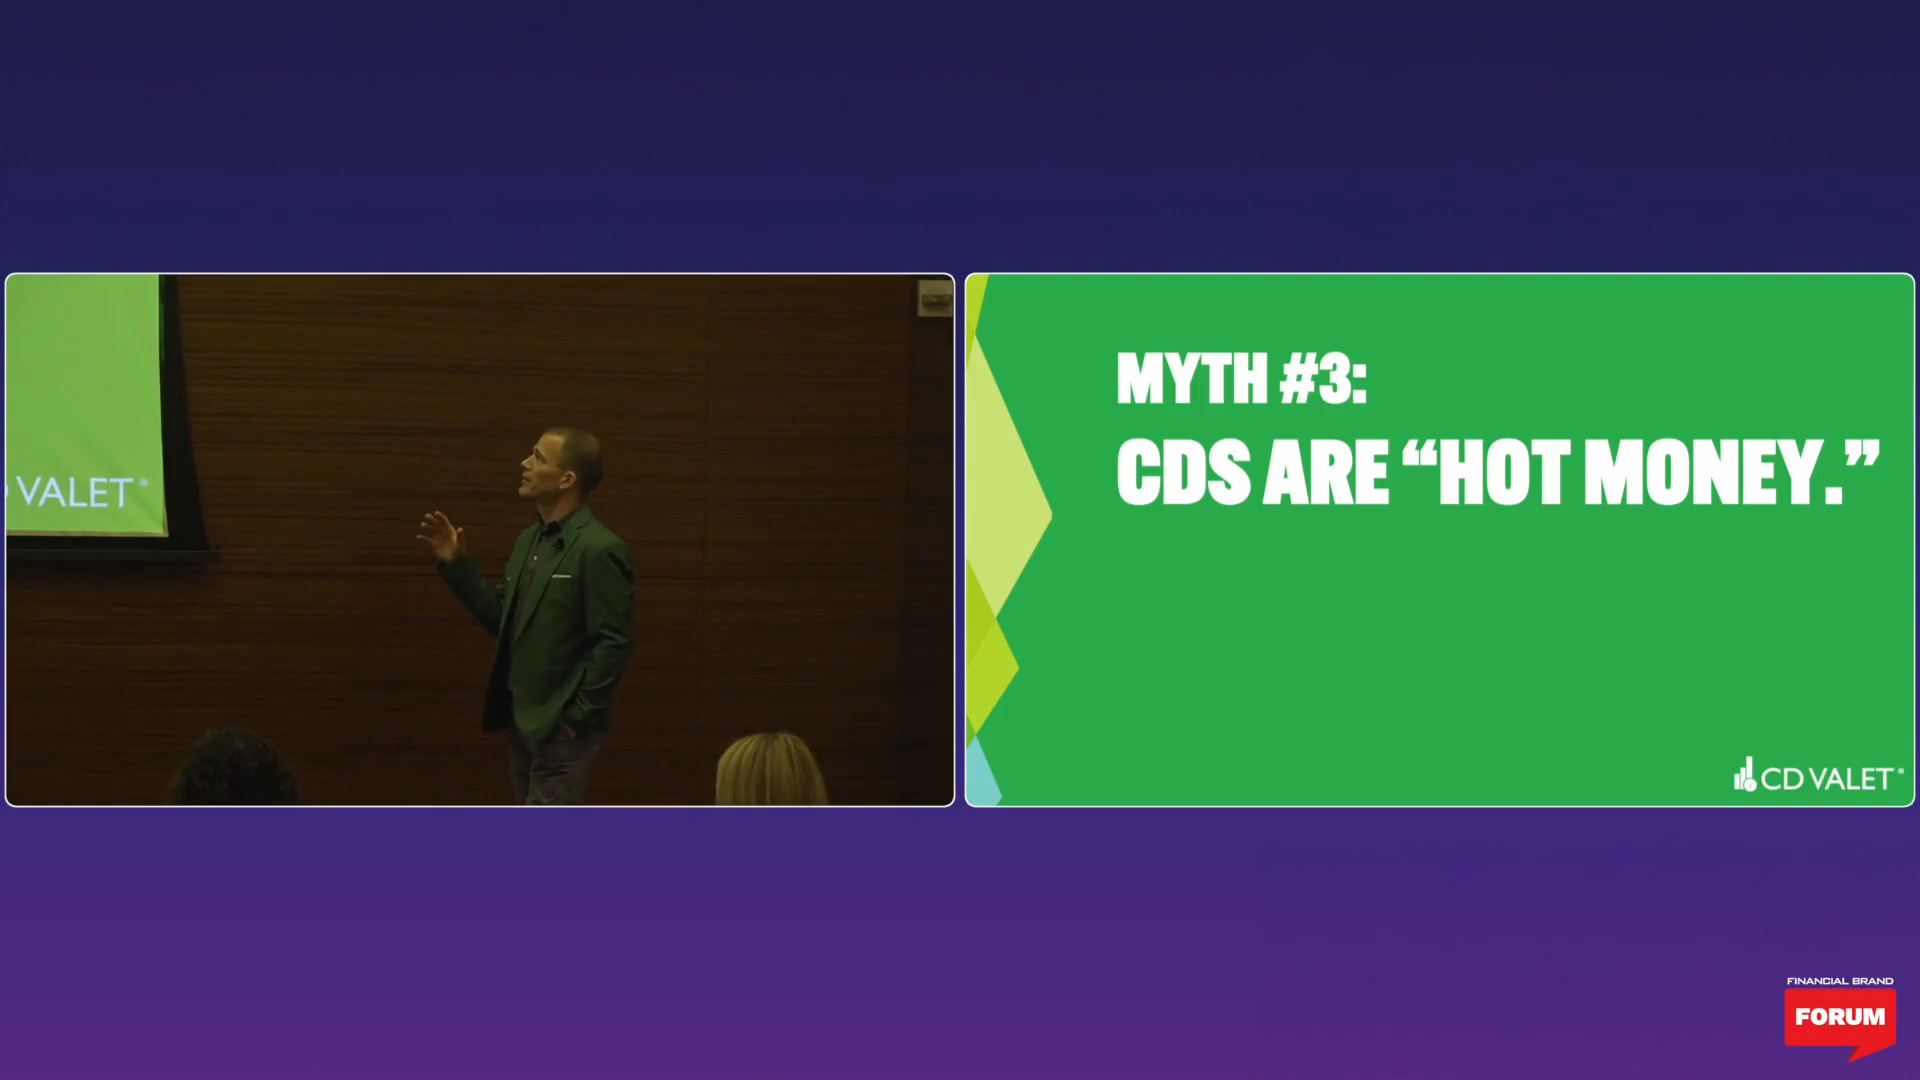 VALET®
MYTH #3:
CDS ARE “HOT MONEY.”
CD VALET®
FINANCIAL BRAND
FORUM